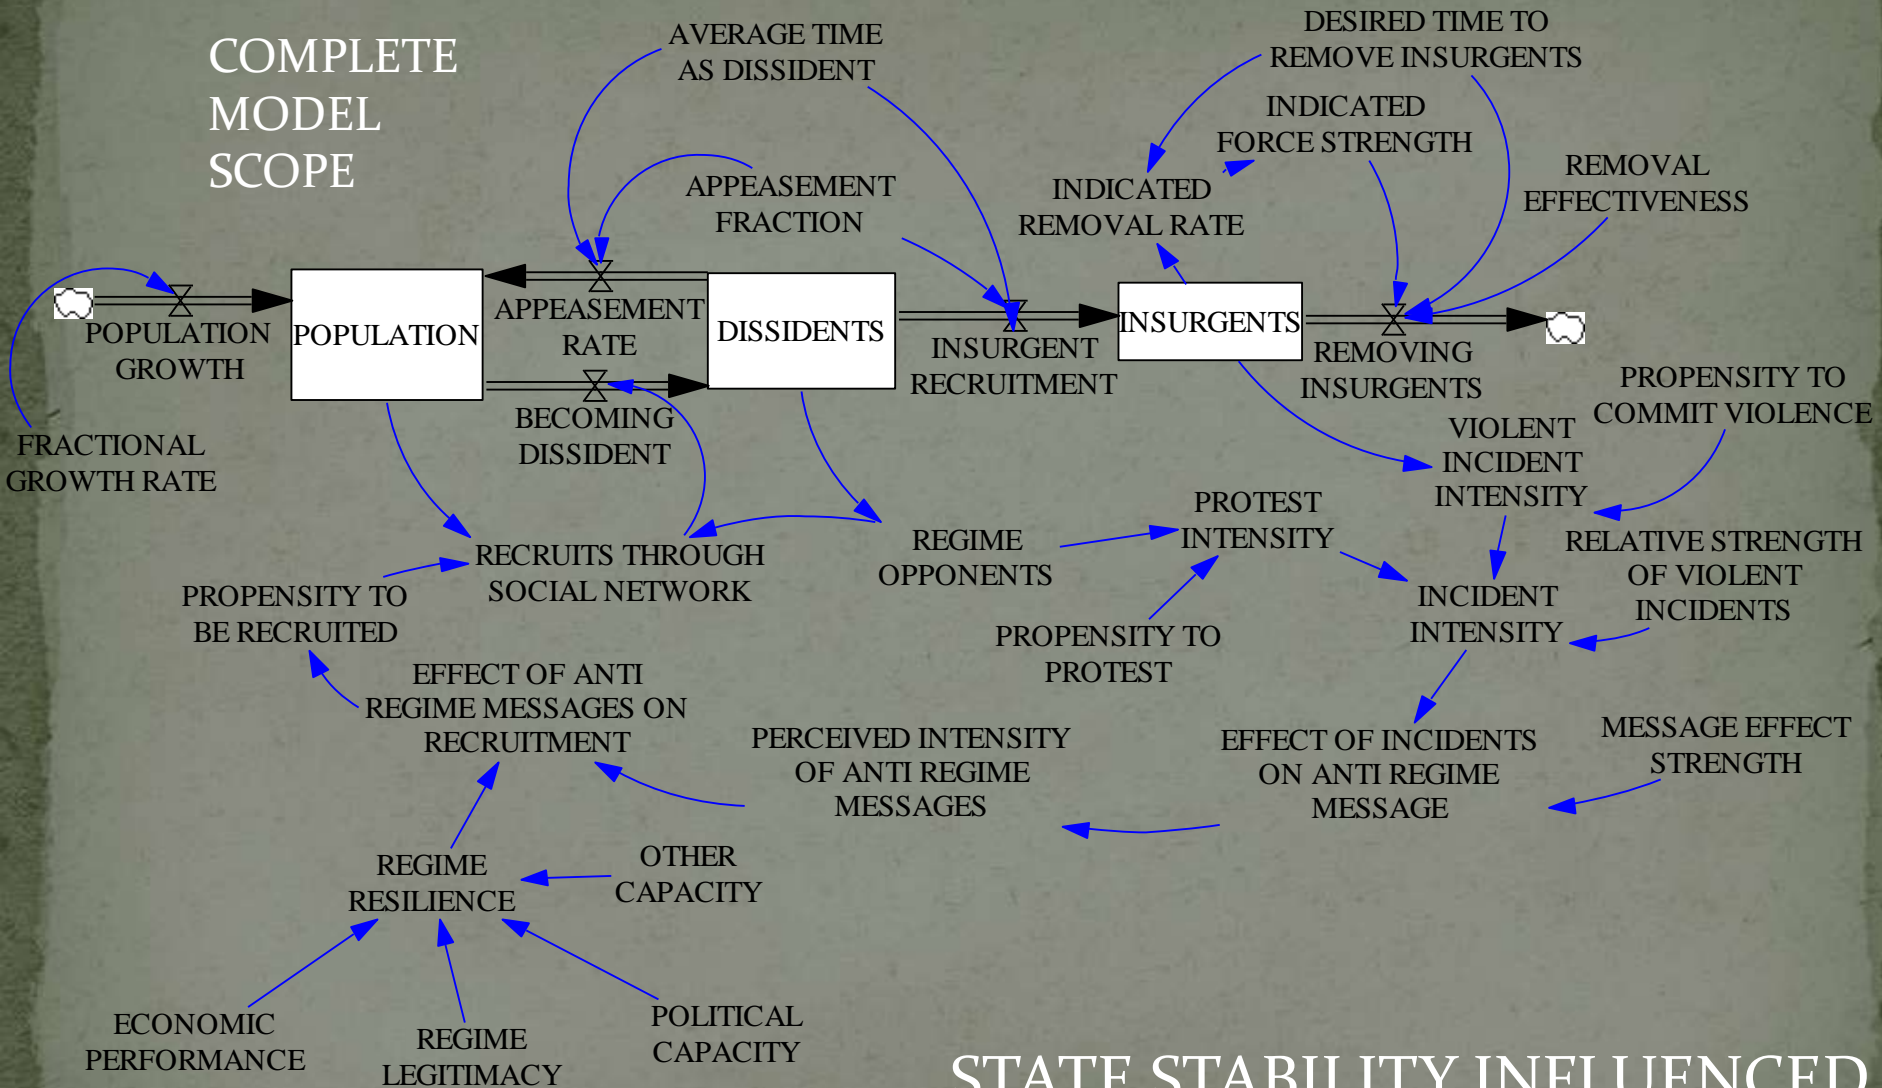 COMPLETE
MODEL
SCOPE
AVERAGE TIME
AS DISSIDENT
DESIRED TIME TO
REMOVE INSURGENTS
INDICATED
FORCE STRENGTH
APPEASEMENT
FRACTION
INDICATED
REMOVAL RATE
REMOVAL
EFFECTIVENESS
POPULATION
GROWTH
POPULATION
APPEASEMENT
RATE
DISSIDENTS
INSURGENT
RECRUITMENT
INSURGENTS
REMOVING
INSURGENTS
BECOMING
DISSIDENT
FRACTIONAL
GROWTH RATE
PROPENSITY TO
COMMIT VIOLENCE
VIOLENT
INCIDENT
INTENSITY
PROTEST
INTENSITY
REGIME
OPPONENTS
RECRUITS THROUGH
SOCIAL NETWORK
RELATIVE STRENGTH
OF VIOLENT
INCIDENTS
PROPENSITY TO
BE RECRUITED
INCIDENT
INTENSITY
PROPENSITY TO
PROTEST
EFFECT OF ANTI
REGIME MESSAGES ON
RECRUITMENT
PERCEIVED INTENSITY
OF ANTI REGIME
MESSAGES
EFFECT OF INCIDENTS
ON ANTI REGIME
MESSAGE
MESSAGE EFFECT
STRENGTH
REGIME
RESILIENCE
OTHER
CAPACITY
ECONOMIC
PERFORMANCE
REGIME
LEGITIMACY
POLITICAL
CAPACITY
STATE STABILITY INFLUENCED